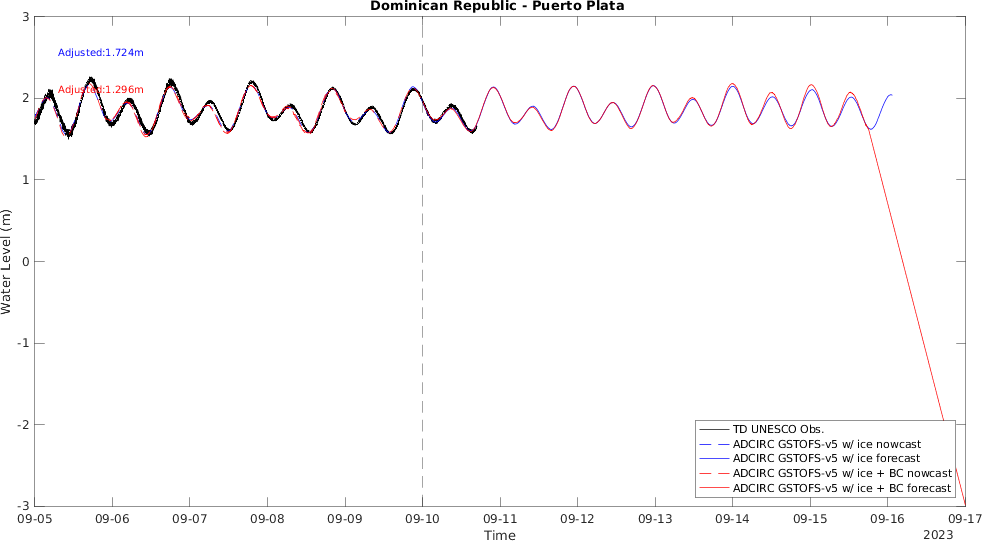 Dominican Republic - Puerto Plata
Water Level (m)
3
2
1
0
-1
-2
-3
Adjusted:1.724m
Adjusted:1.296m
TD UNESCO Obs.
ADCIRC GSTOFS-v5 w/ ice nowcast
ADCIRC GSTOFS-v5 w/ ice forecast
ADCIRC GSTOFS-v5 w/ ice + BC nowcast
ADCIRC GSTOFS-v5 w/ ice + BC forecast
09-05 09-06 09-07 09-08 09-09 09-10 09-11 09-12 09-13 09-14 09-15 09-16 09-17
Time
2023